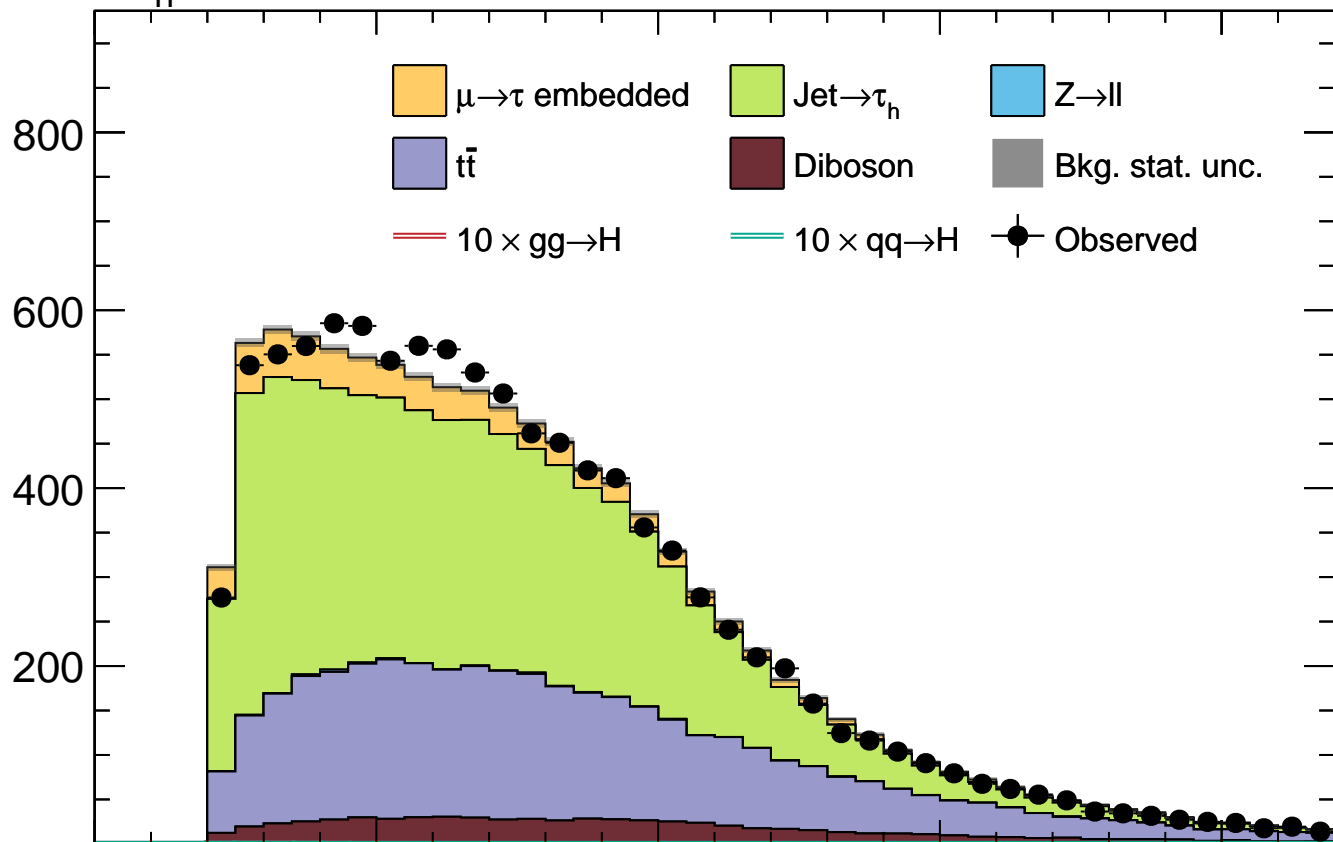 μ→τ embedded Jet→τh Z→ll
tt̄ Diboson Bkg. stat. unc.
10 × gg→H 10 × qq→H Observed
800
600
400
200